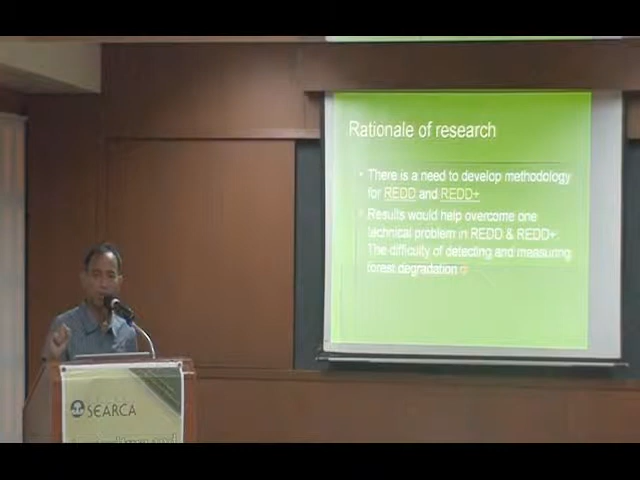 Rationale of research
• There is a need to develop methodology
for REDD and REDD+
• Results would help overcome one
technical problem in REDD & REDD+:
The difficulty of detecting and measuring
forest degradation
SEARCA